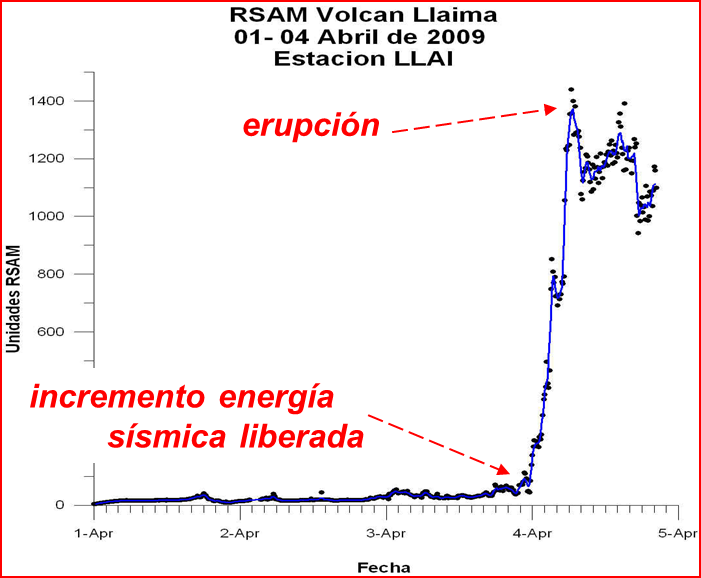 RSAM Volcan Llaima
01- 04 Abril de 2009
Estacion LLAI
1400
erupción
1200
1000
800
Unidades RSAM
600
incremento energía
sísmica liberada
0
1-Apr 2-Apr 3-Apr 4-Apr 5-Apr
Fecha